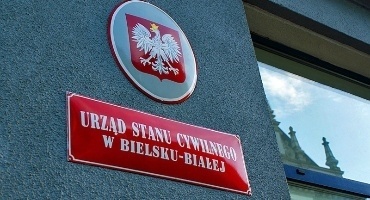 URZĄD STANU CYWILNEGO
W BIELSKU-BIAŁEJ